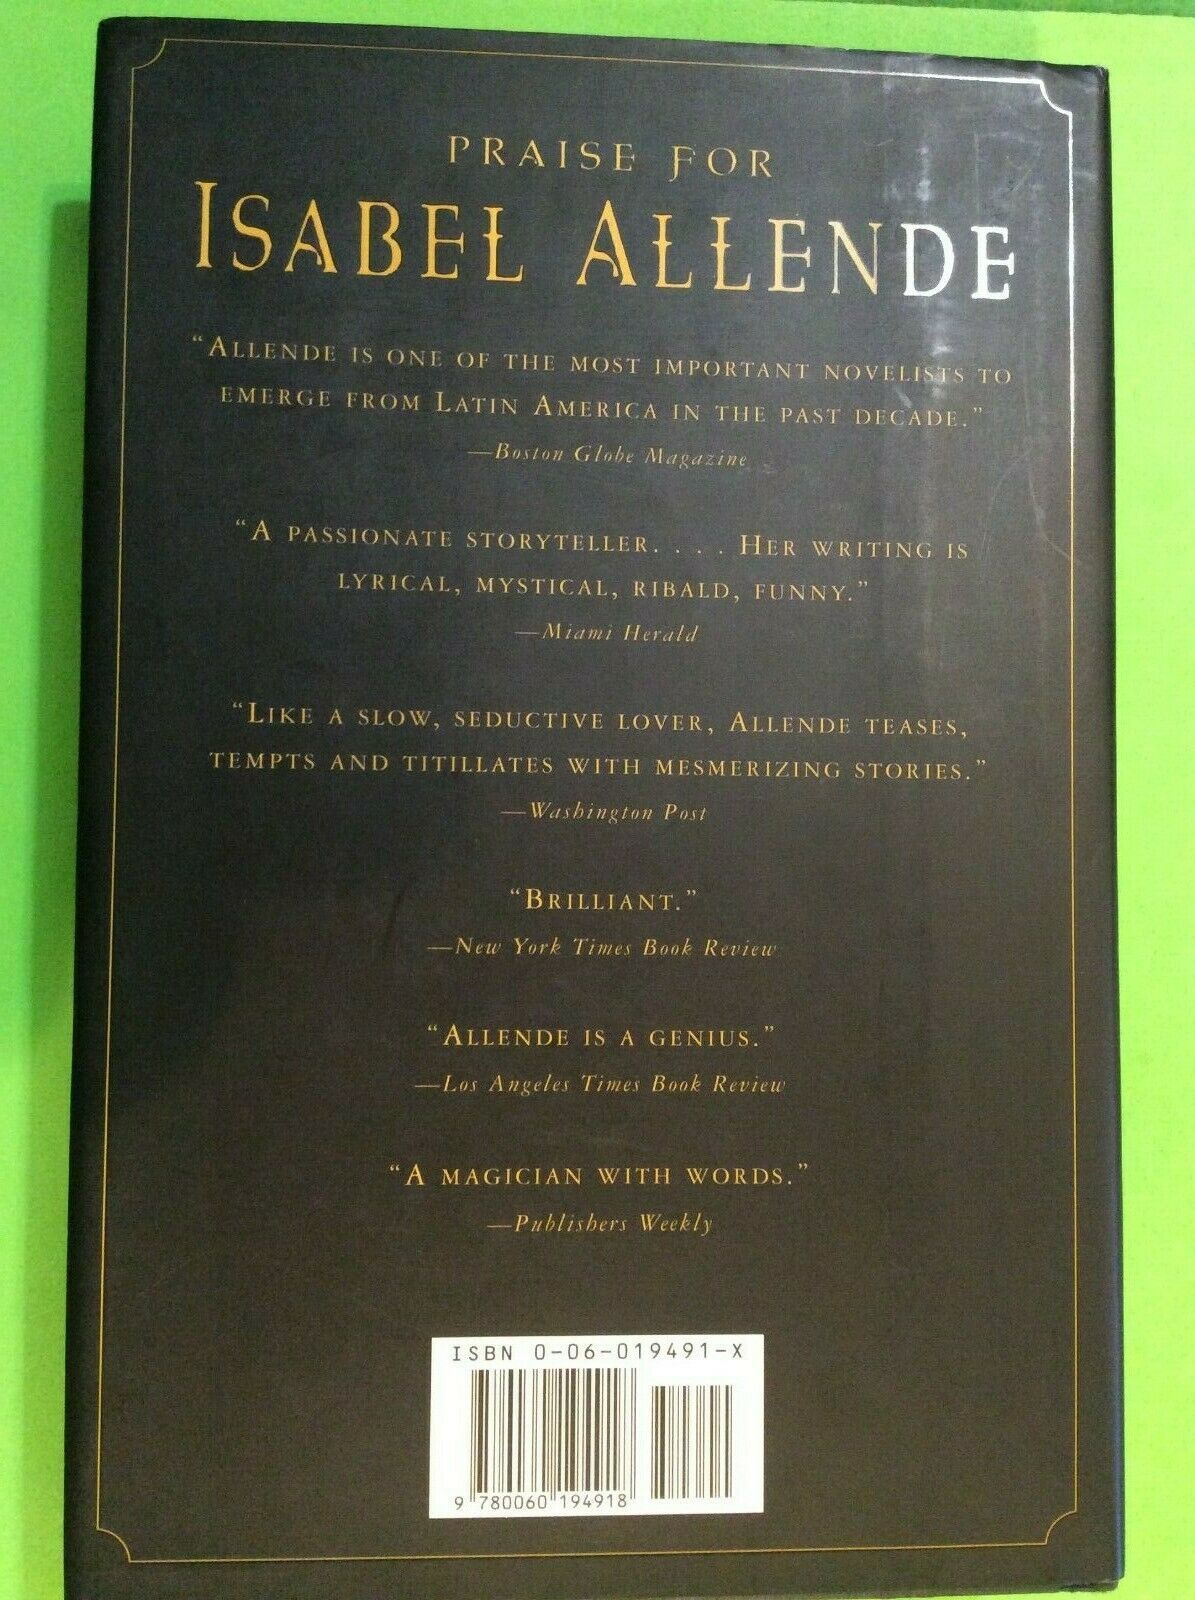 PRAISE FOR
ISABEL ALLENDE
“ALLENDE IS ONE OF THE MOST IMPORTANT NOVELISTS TO
EMERGE FROM LATIN AMERICA IN THE PAST DECADE.”
—Boston Globe Magazine
“A PASSIONATE STORYTELLER. . . . HER WRITING IS
LYRICAL, MYSTICAL, RIBALD, FUNNY.”
—Miami Herald
“LIKE A SLOW, SEDUCTIVE LOVER, ALLENDE TEASES,
TEMPTS AND TITILLATES WITH MESMERIZING STORIES.”
—Washington Post
“BRILLIANT.”
—New York Times Book Review
“ALLENDE IS A GENIUS.”
—Los Angeles Times Book Review
“A MAGICIAN WITH WORDS.”
—Publishers Weekly
ISBN 0-06-019491-X
9 780060 194918